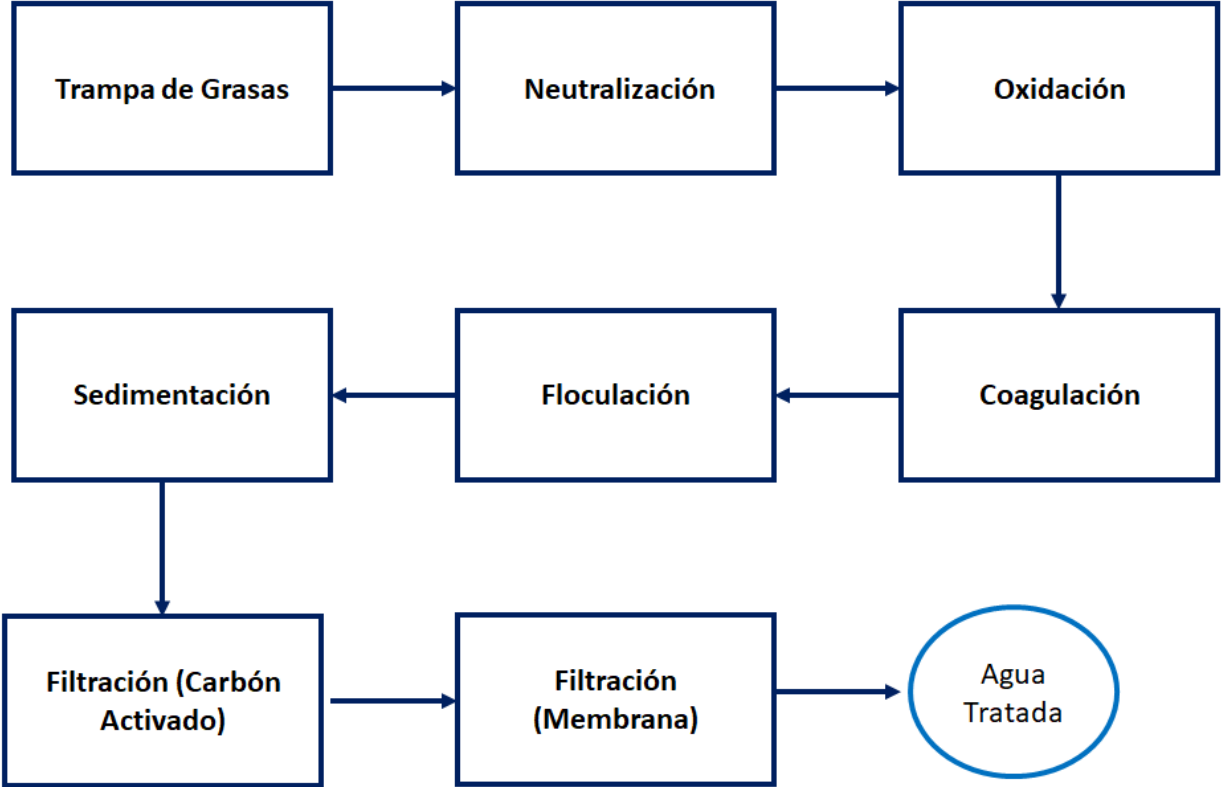 Trampa de Grasas
Neutralización
Oxidación
Sedimentación
Floculación
Coagulación
Filtración (Carbón
Activado)
Filtración
(Membrana)
Agua
Tratada